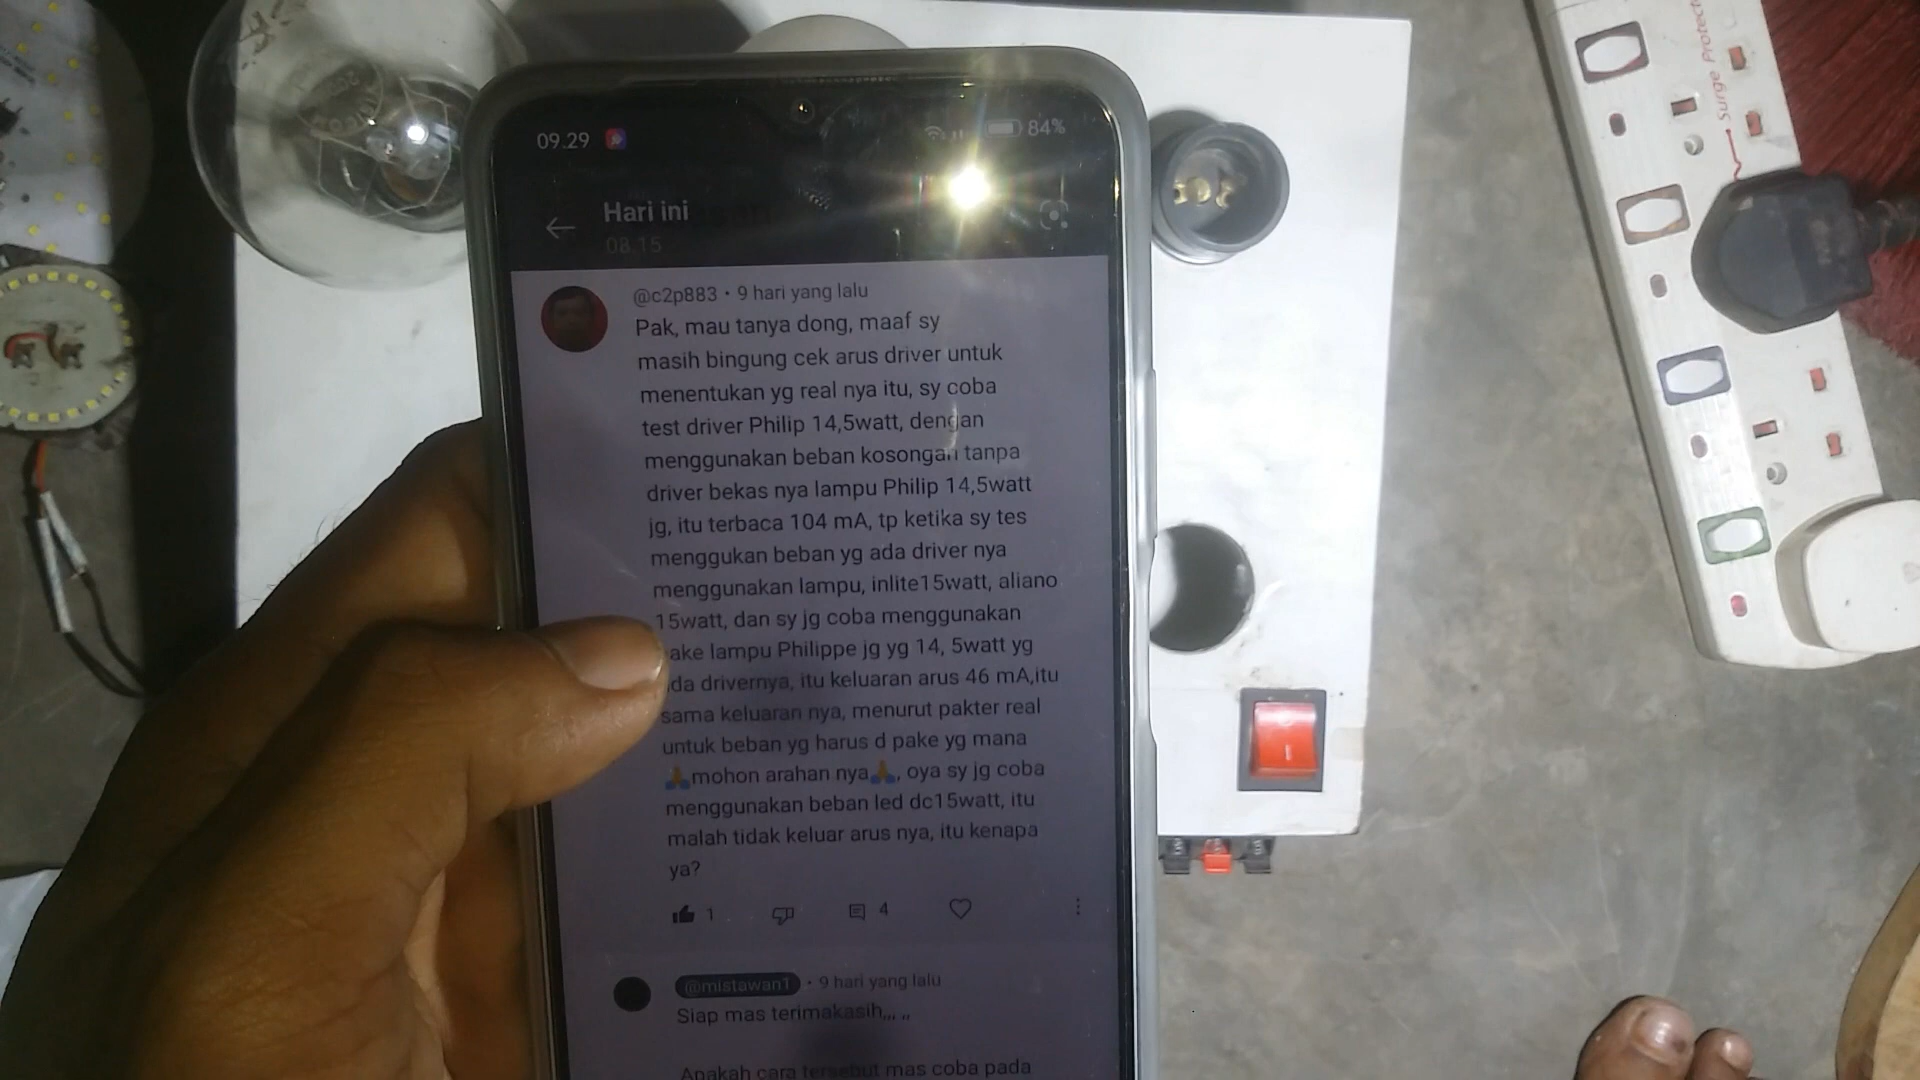 09.29
84%
Hari ini
08.15
@c2p883 · 9 hari yang lalu
Pak, mau tanya dong, maaf sy
masih bingung cek arus driver untuk
menentukan yg real nya itu, sy coba
test driver Philip 14,5watt, dengan
menggunakan beban kosongan tanpa
driver bekas nya lampu Philip 14,5watt
jg, itu terbaca 104 mA, tp ketika sy tes
menggukan beban yg ada driver nya
menggunakan lampu, inlite15watt, aliano
15watt, dan sy jg coba menggunakan
ake lampu Philippe jg yg 14, 5watt yg
da drivernya, itu keluaran arus 46 mA,itu
sama keluaran nya, menurut pakter real
untuk beban yg harus d pake yg mana
🙏mohon arahan nya🙏, oya sy jg coba
menggunakan beban led dc15watt, itu
malah tidak keluar arus nya, itu kenapa
ya?
1
4
@mistawan1 · 9 hari yang lalu
Siap mas terimakasih,,, ,,
Apakah cara tersebut mas coba pada
Surge Protect